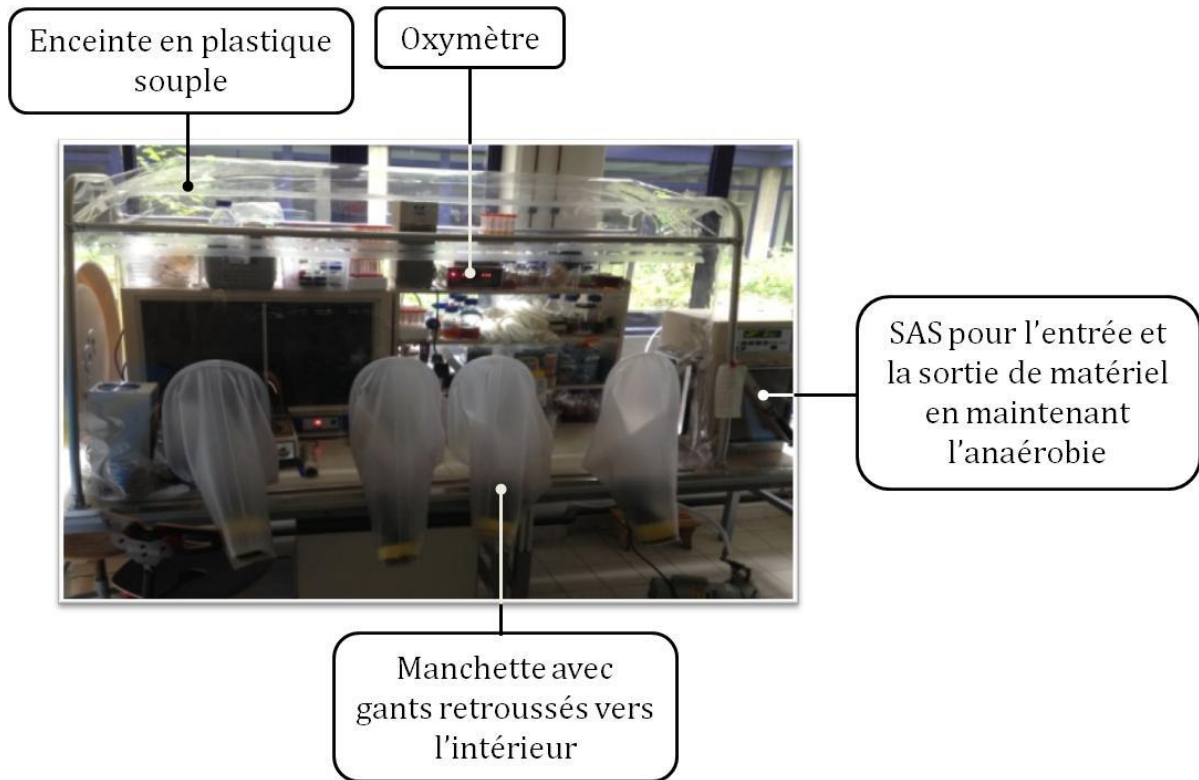 Enceinte en plastique
souple
Oxymètre
SAS pour l'entrée et
la sortie de matériel
en maintenant
l'anaérobie
Manchette avec
gants retroussés vers
l'intérieur